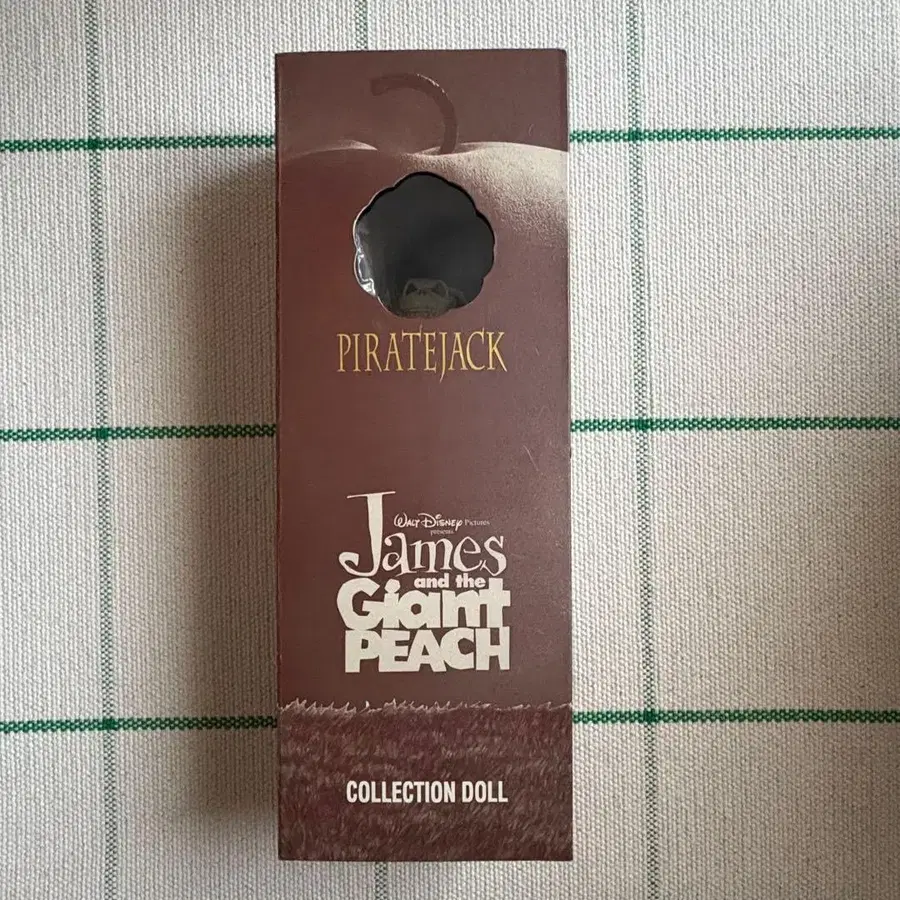 PIRATEJACK
WALT DISNEY Pictures
presents
James
and the
Giant
PEACH
COLLECTION DOLL